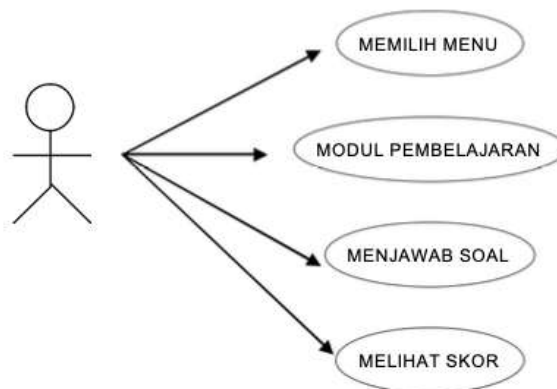 MEMILIH MENU
MODUL PEMBELAJARAN
MENJAWAB SOAL
MELIHAT SKOR